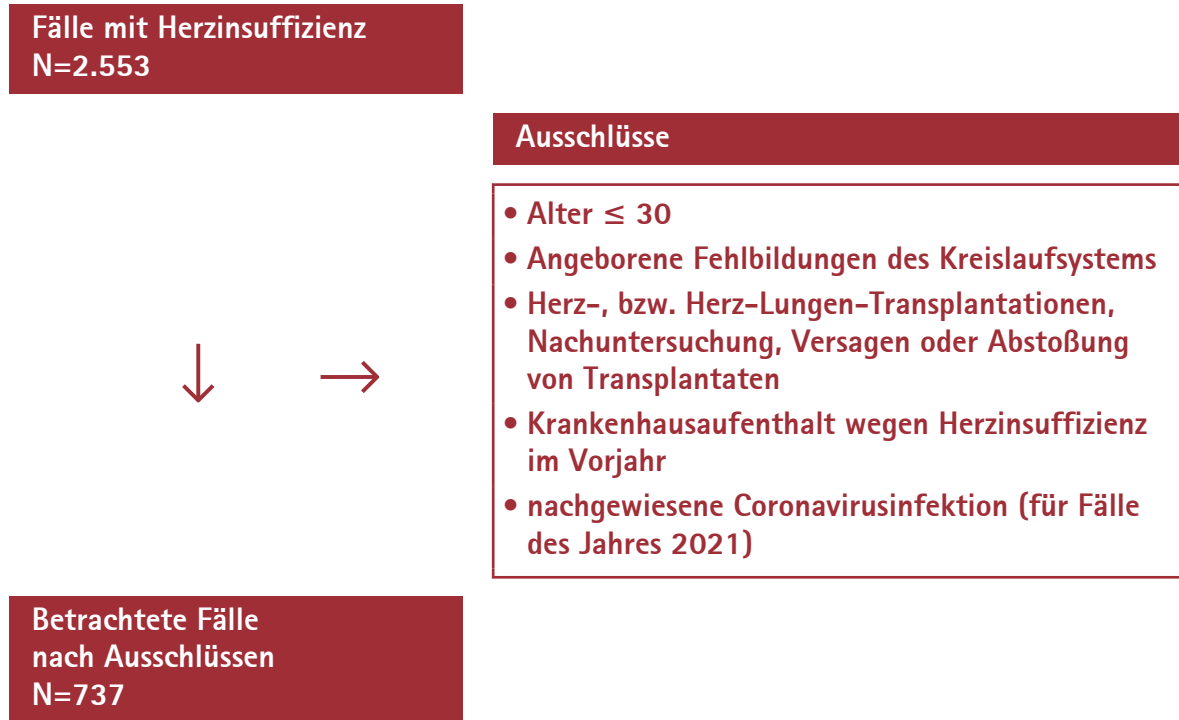 Fälle mit Herzinsuffizienz
N=2.553
Ausschlüsse
• Alter ≤ 30
• Angeborene Fehlbildungen des Kreislaufsystems
• Herz-, bzw. Herz-Lungen-Transplantationen,
Nachuntersuchung, Versagen oder Abstoßung
von Transplantaten
• Krankenhausaufenthalt wegen Herzinsuffizienz
im Vorjahr
• nachgewiesene Coronavirusinfektion (für Fälle
des Jahres 2021)
Betrachtete Fälle
nach Ausschlüssen
N=737